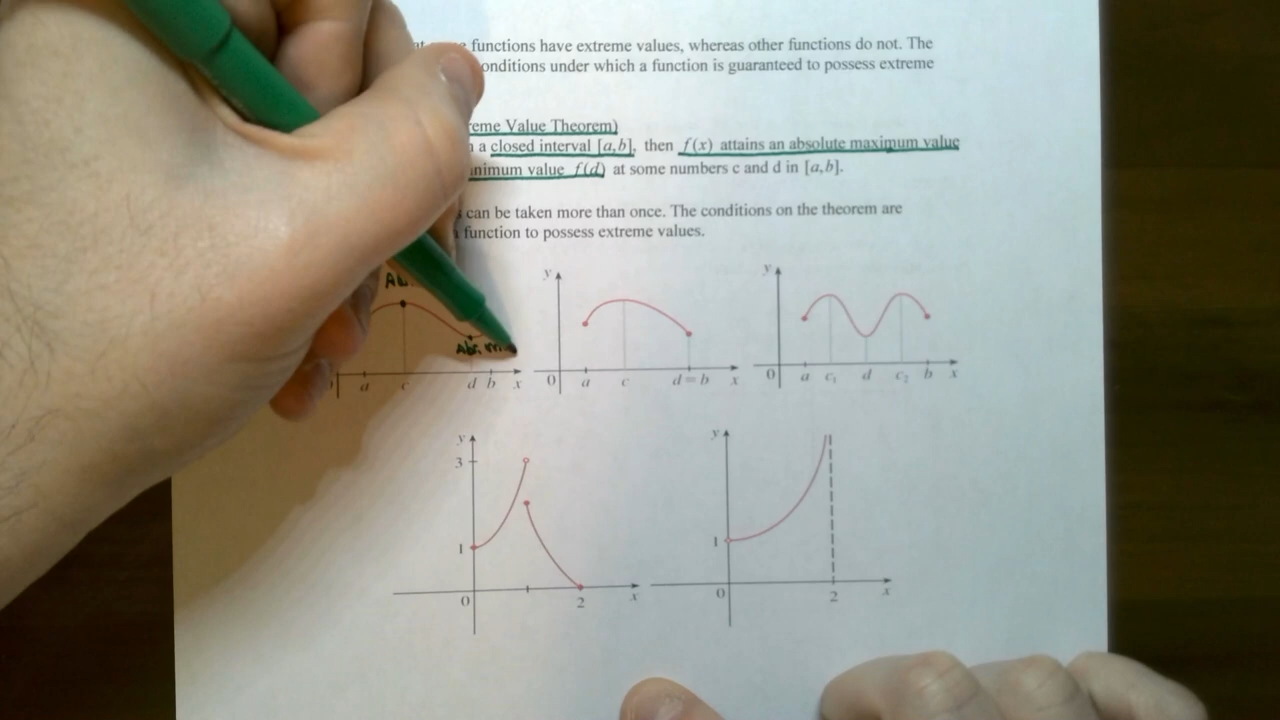 functions have extreme values, whereas other functions do not. The
onditions under which a function is guaranteed to possess extreme
reme Value Theorem)
a closed interval [a,b], then f(x) attains an absolute maximum value
nimum value f(d) at some numbers c and d in [a,b].
can be taken more than once. The conditions on the theorem are
function to possess extreme values.
Ab.
Abs. m
a c d b x
y 0 a c d = b x
y 0 a c₁ d c₂ b x
y 3 1 0 2 x
y 1 0 2 x